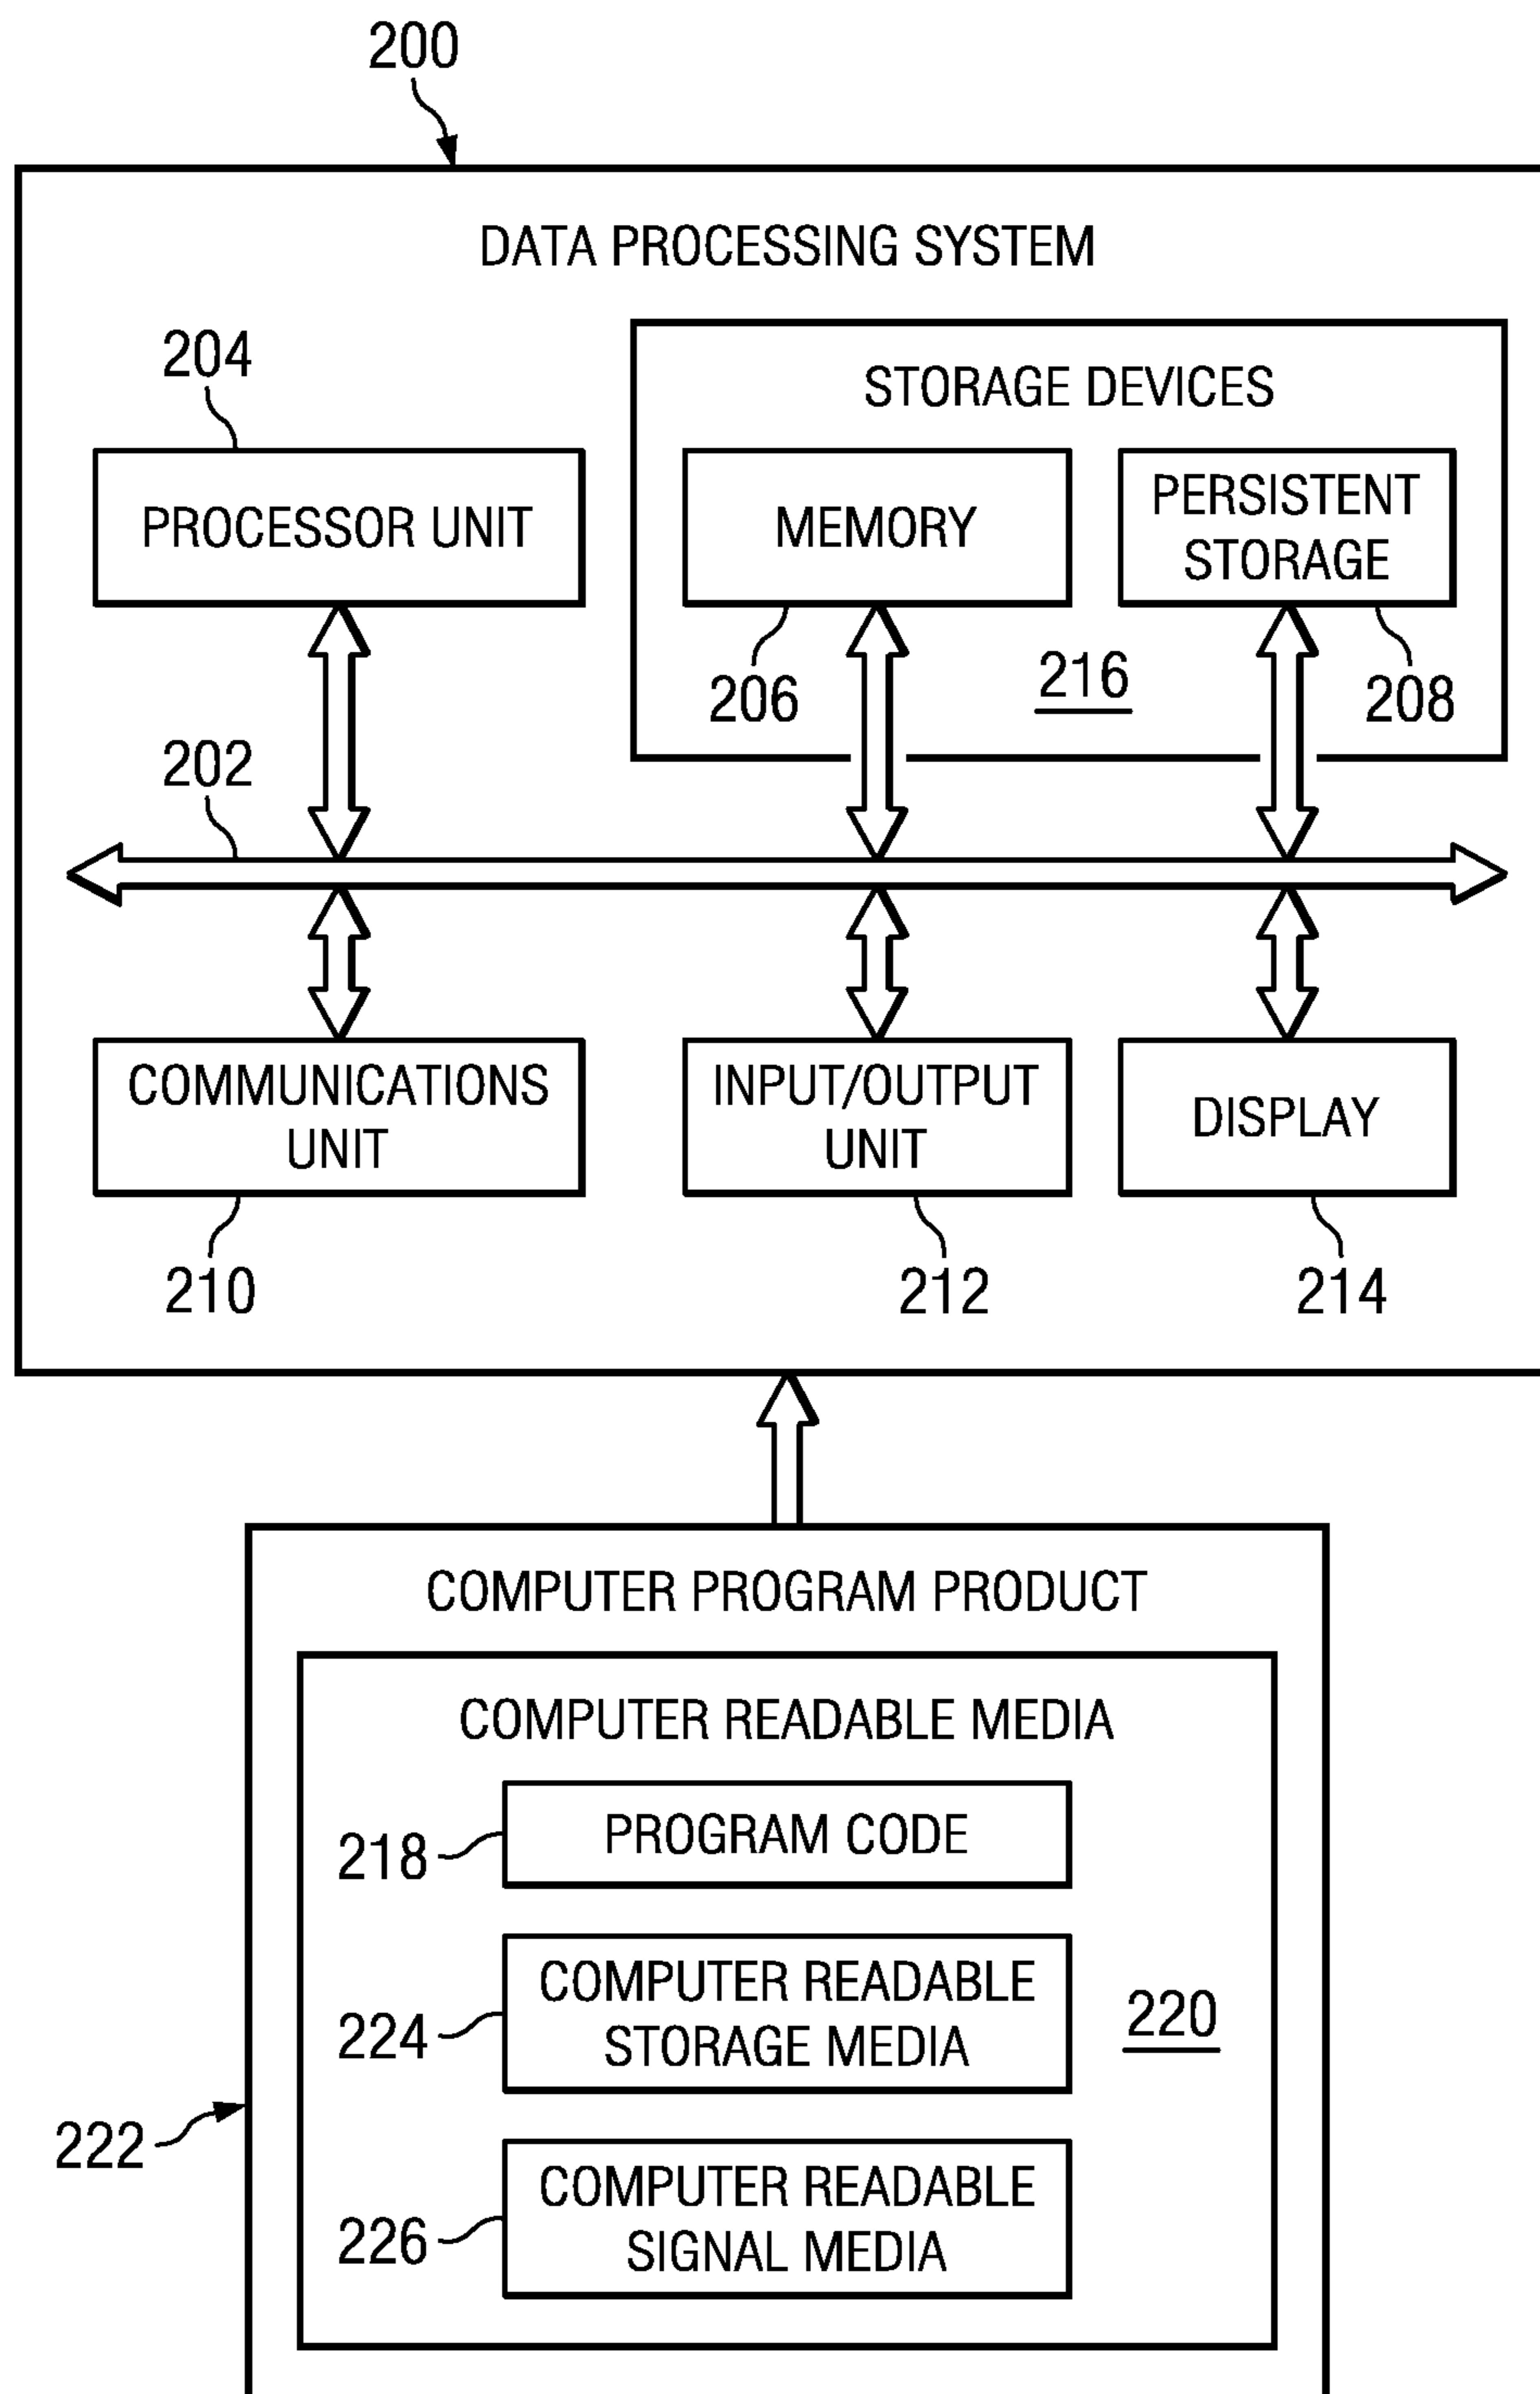 200
DATA PROCESSING SYSTEM
204
STORAGE DEVICES
PROCESSOR UNIT
MEMORY
PERSISTENT
STORAGE
206
216
208
202
COMMUNICATIONS
UNIT
INPUT/OUTPUT
UNIT
DISPLAY
210
212
214
COMPUTER PROGRAM PRODUCT
COMPUTER READABLE MEDIA
218
PROGRAM CODE
224
COMPUTER READABLE
STORAGE MEDIA
220
222
226
COMPUTER READABLE
SIGNAL MEDIA